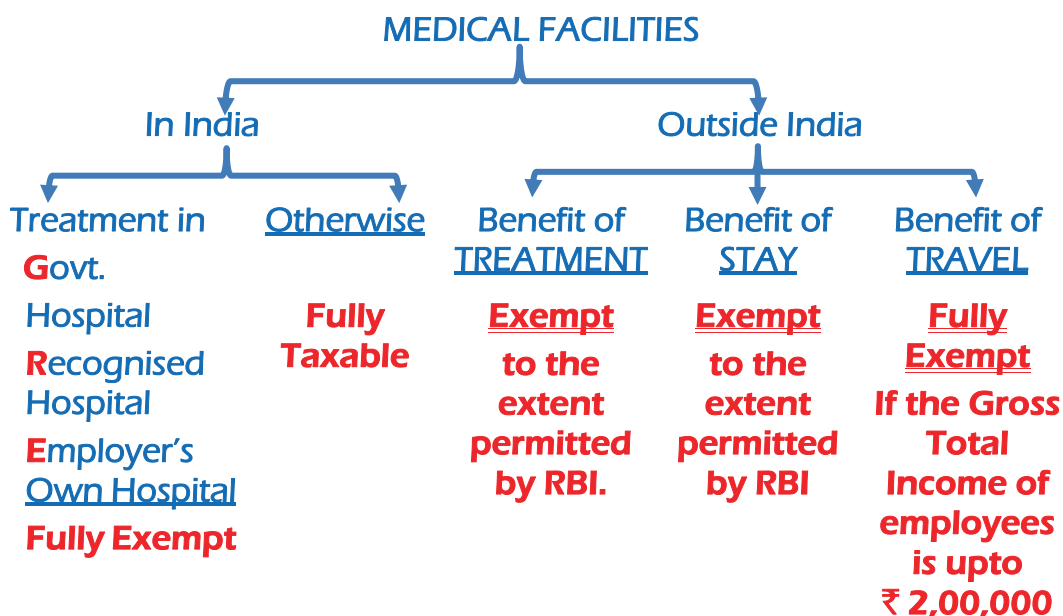 MEDICAL FACILITIES
In India
Outside India
Treatment in
Govt.
Hospital
Recognised
Hospital
Employer's
Own Hospital
Fully Exempt
Otherwise
Fully
Taxable
Benefit of
TREATMENT
Exempt
to the
extent
permitted
by RBI.
Benefit of
STAY
Exempt
to the
extent
permitted
by RBI
Benefit of
TRAVEL
Fully
Exempt
If the Gross
Total
Income of
employees
is upto
₹ 2,00,000